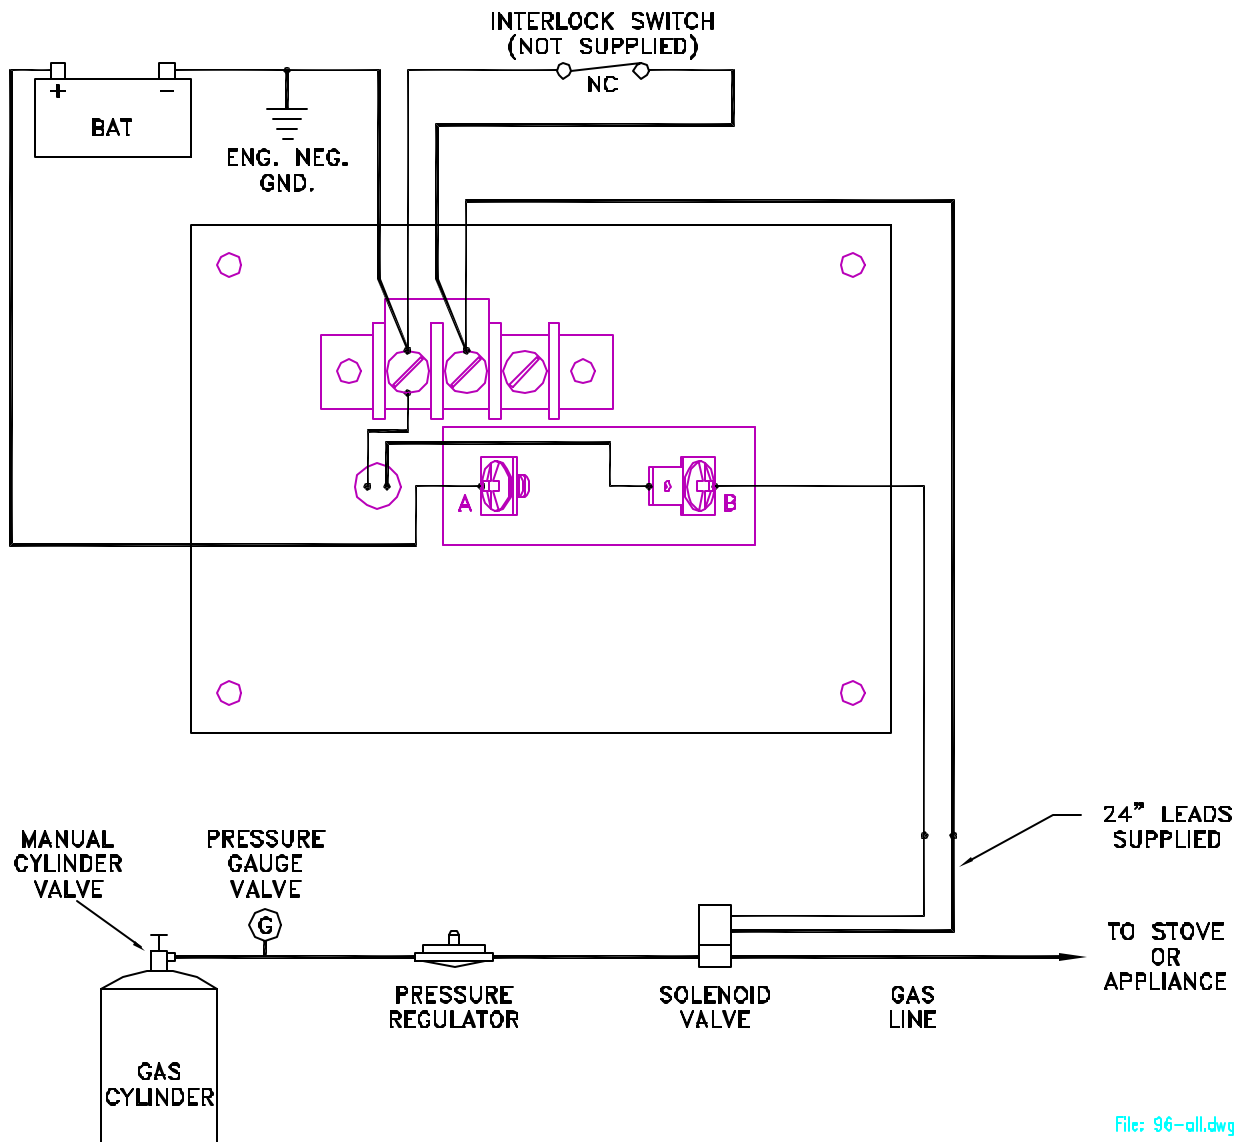 INTERLOCK SWITCH
(NOT SUPPLIED)
NC
+ −
BAT
ENG. NEG.
GND.
A
B
24" LEADS
SUPPLIED
MANUAL
CYLINDER
VALVE
PRESSURE
GAUGE
VALVE
G
TO STOVE
OR
APPLIANCE
PRESSURE
REGULATOR
SOLENOID
VALVE
GAS
LINE
GAS
CYLINDER
File: 96-all.dwg